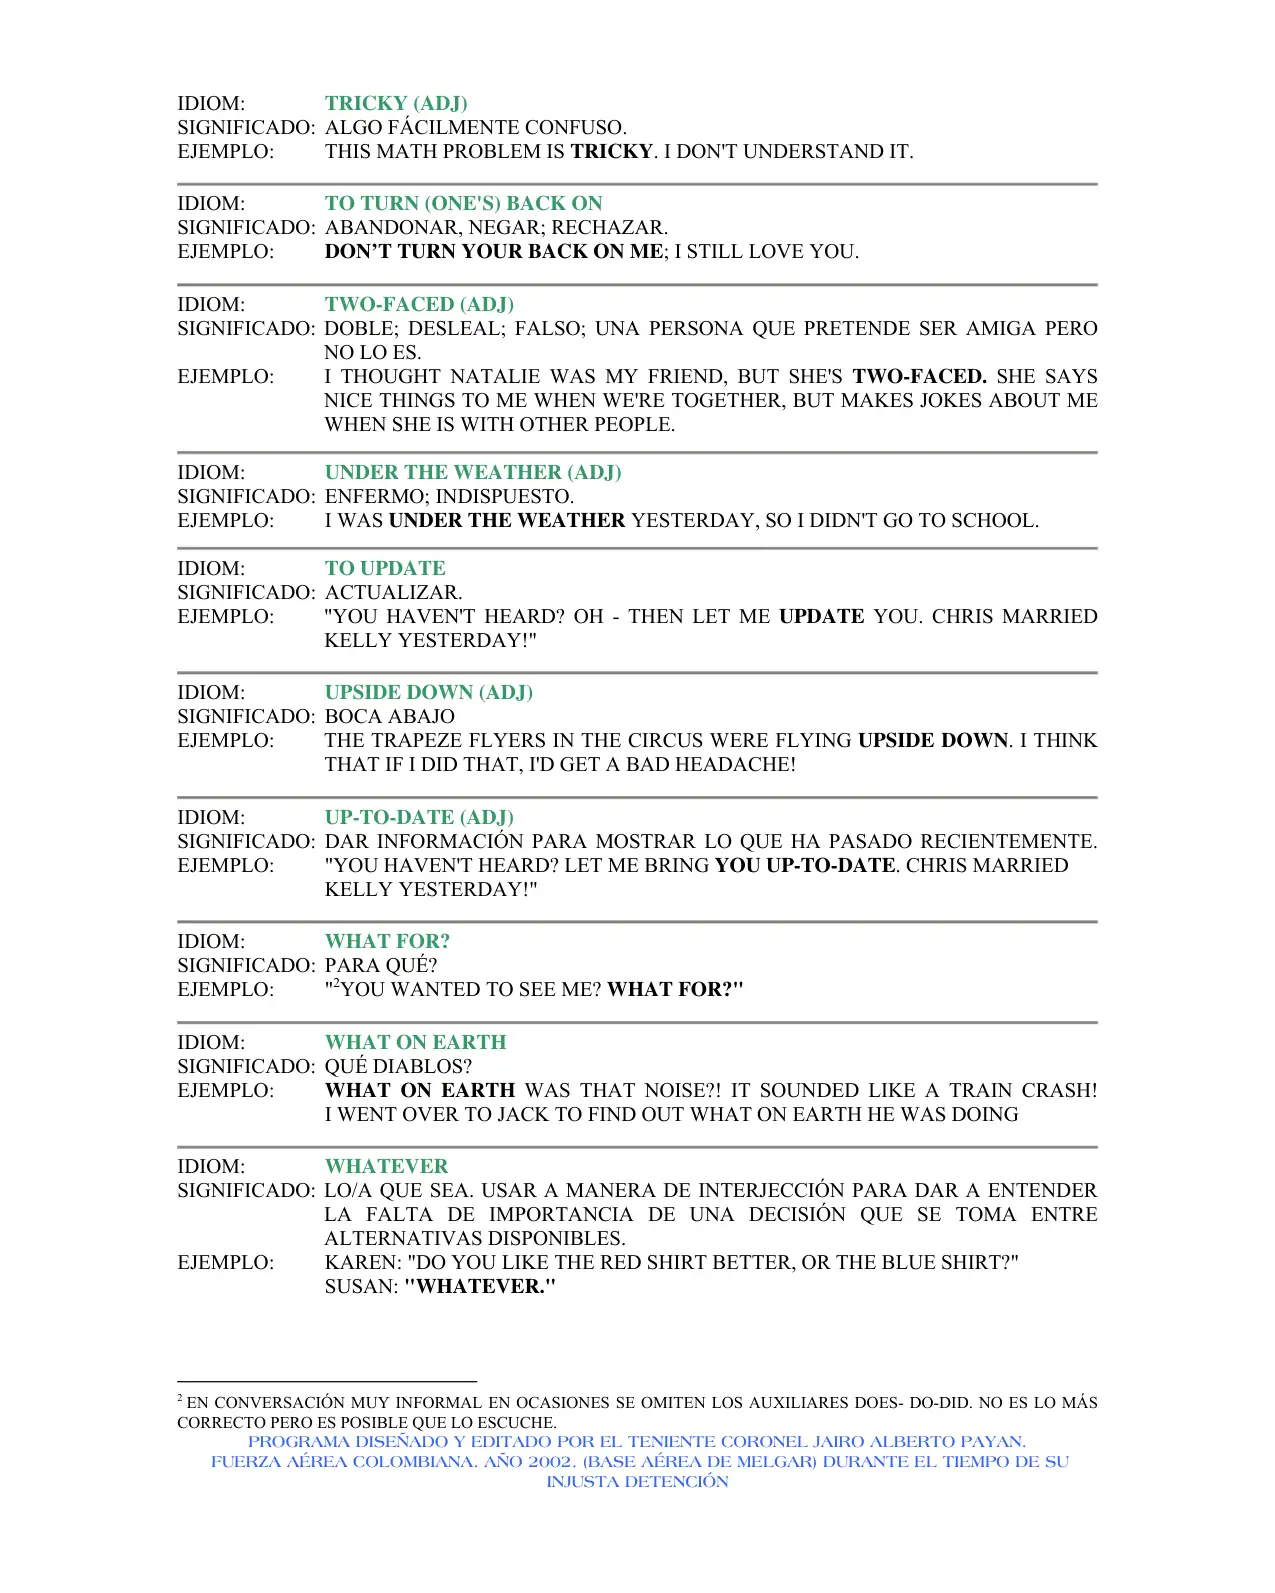 IDIOM: TRICKY (ADJ)
SIGNIFICADO: ALGO FÁCILMENTE CONFUSO.
EJEMPLO: THIS MATH PROBLEM IS TRICKY. I DON'T UNDERSTAND IT.
IDIOM: TO TURN (ONE'S) BACK ON
SIGNIFICADO: ABANDONAR, NEGAR; RECHAZAR.
EJEMPLO: DON’T TURN YOUR BACK ON ME; I STILL LOVE YOU.
IDIOM: TWO-FACED (ADJ)
SIGNIFICADO: DOBLE; DESLEAL; FALSO; UNA PERSONA QUE PRETENDE SER AMIGA PERO
NO LO ES.
EJEMPLO: I THOUGHT NATALIE WAS MY FRIEND, BUT SHE'S TWO-FACED. SHE SAYS
NICE THINGS TO ME WHEN WE'RE TOGETHER, BUT MAKES JOKES ABOUT ME
WHEN SHE IS WITH OTHER PEOPLE.
IDIOM: UNDER THE WEATHER (ADJ)
SIGNIFICADO: ENFERMO; INDISPUESTO.
EJEMPLO: I WAS UNDER THE WEATHER YESTERDAY, SO I DIDN'T GO TO SCHOOL.
IDIOM: TO UPDATE
SIGNIFICADO: ACTUALIZAR.
EJEMPLO: "YOU HAVEN'T HEARD? OH - THEN LET ME UPDATE YOU. CHRIS MARRIED
KELLY YESTERDAY!"
IDIOM: UPSIDE DOWN (ADJ)
SIGNIFICADO: BOCA ABAJO
EJEMPLO: THE TRAPEZE FLYERS IN THE CIRCUS WERE FLYING UPSIDE DOWN. I THINK
THAT IF I DID THAT, I'D GET A BAD HEADACHE!
IDIOM: UP-TO-DATE (ADJ)
SIGNIFICADO: DAR INFORMACIÓN PARA MOSTRAR LO QUE HA PASADO RECIENTEMENTE.
EJEMPLO: "YOU HAVEN'T HEARD? LET ME BRING YOU UP-TO-DATE. CHRIS MARRIED
KELLY YESTERDAY!"
IDIOM: WHAT FOR?
SIGNIFICADO: PARA QUÉ?
EJEMPLO: "²YOU WANTED TO SEE ME? WHAT FOR?"
IDIOM: WHAT ON EARTH
SIGNIFICADO: QUÉ DIABLOS?
EJEMPLO: WHAT ON EARTH WAS THAT NOISE?! IT SOUNDED LIKE A TRAIN CRASH!
I WENT OVER TO JACK TO FIND OUT WHAT ON EARTH HE WAS DOING
IDIOM: WHATEVER
SIGNIFICADO: LO/A QUE SEA. USAR A MANERA DE INTERJECCIÓN PARA DAR A ENTENDER
LA FALTA DE IMPORTANCIA DE UNA DECISIÓN QUE SE TOMA ENTRE
ALTERNATIVAS DISPONIBLES.
EJEMPLO: KAREN: "DO YOU LIKE THE RED SHIRT BETTER, OR THE BLUE SHIRT?"
SUSAN: "WHATEVER."
² EN CONVERSACIÓN MUY INFORMAL EN OCASIONES SE OMITEN LOS AUXILIARES DOES- DO-DID. NO ES LO MÁS
CORRECTO PERO ES POSIBLE QUE LO ESCUCHE.
PROGRAMA DISEÑADO Y EDITADO POR EL TENIENTE CORONEL JAIRO ALBERTO PAYAN.
FUERZA AÉREA COLOMBIANA. AÑO 2002. (BASE AÉREA DE MELGAR) DURANTE EL TIEMPO DE SU
INJUSTA DETENCIÓN